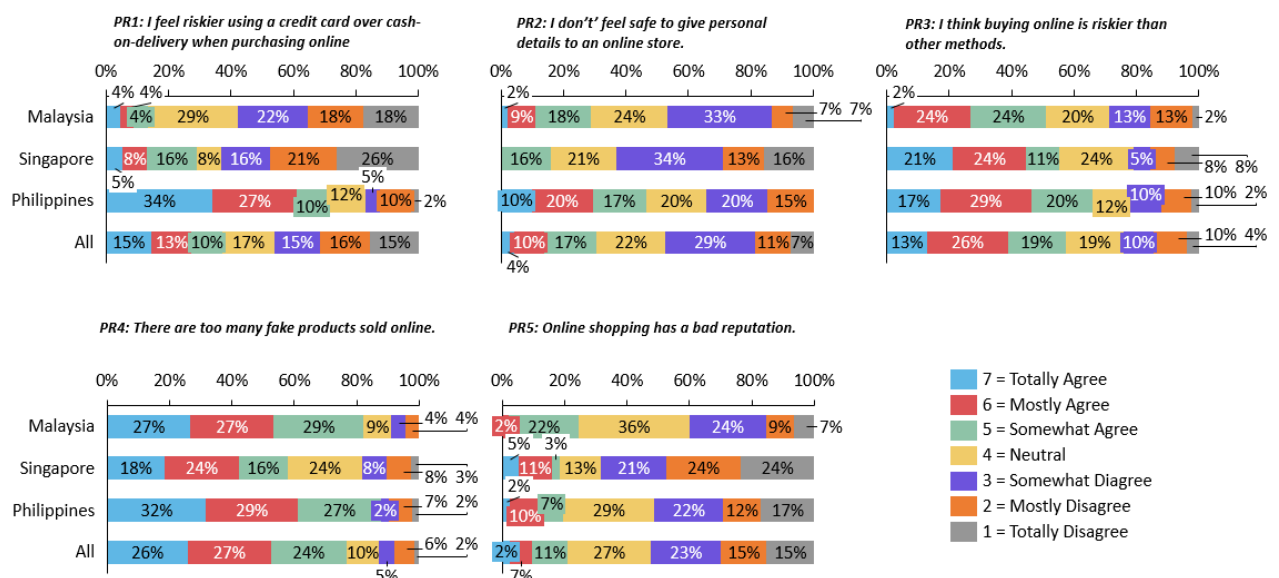 PR1: I feel riskier using a credit card over cash-
on-delivery when purchasing online
PR2: I don't' feel safe to give personal
details to an online store.
PR3: I think buying online is riskier than
other methods.
0% 20% 40% 60% 80% 100%
0% 20% 40% 60% 80% 100%
0% 20% 40% 60% 80% 100%
4% 4%
2%
2%
Malaysia 4% 29% 22% 18% 18%
9% 18% 24% 33% 7% 7%
24% 24% 20% 13% 13% 2%
Singapore 8% 16% 8% 16% 21% 26%
16% 21% 34% 13% 16%
21% 24% 11% 24% 5% 8% 8%
5% 5%
Philippines 34% 27% 10% 12% 10% 2%
10% 20% 17% 20% 20% 15%
17% 29% 20% 12% 10% 10% 2%
All 15% 13% 10% 17% 15% 16% 15%
10% 17% 22% 29% 11% 7%
13% 26% 19% 19% 10% 10% 4%
4%
PR4: There are too many fake products sold online.
PR5: Online shopping has a bad reputation.
0% 20% 40% 60% 80% 100%
0% 20% 40% 60% 80% 100%
Malaysia 27% 27% 29% 9% 4% 4%
2% 22% 36% 24% 9% 7%
5% 3%
Singapore 18% 24% 16% 24% 8% 8% 3%
11% 13% 21% 24% 24%
2%
Philippines 32% 29% 27% 2% 7% 2%
10% 7% 29% 22% 12% 17%
All 26% 27% 24% 10% 6% 2%
2% 11% 27% 23% 15% 15%
5%
7%
7 = Totally Agree
6 = Mostly Agree
5 = Somewhat Agree
4 = Neutral
3 = Somewhat Diagree
2 = Mostly Disagree
1 = Totally Disagree